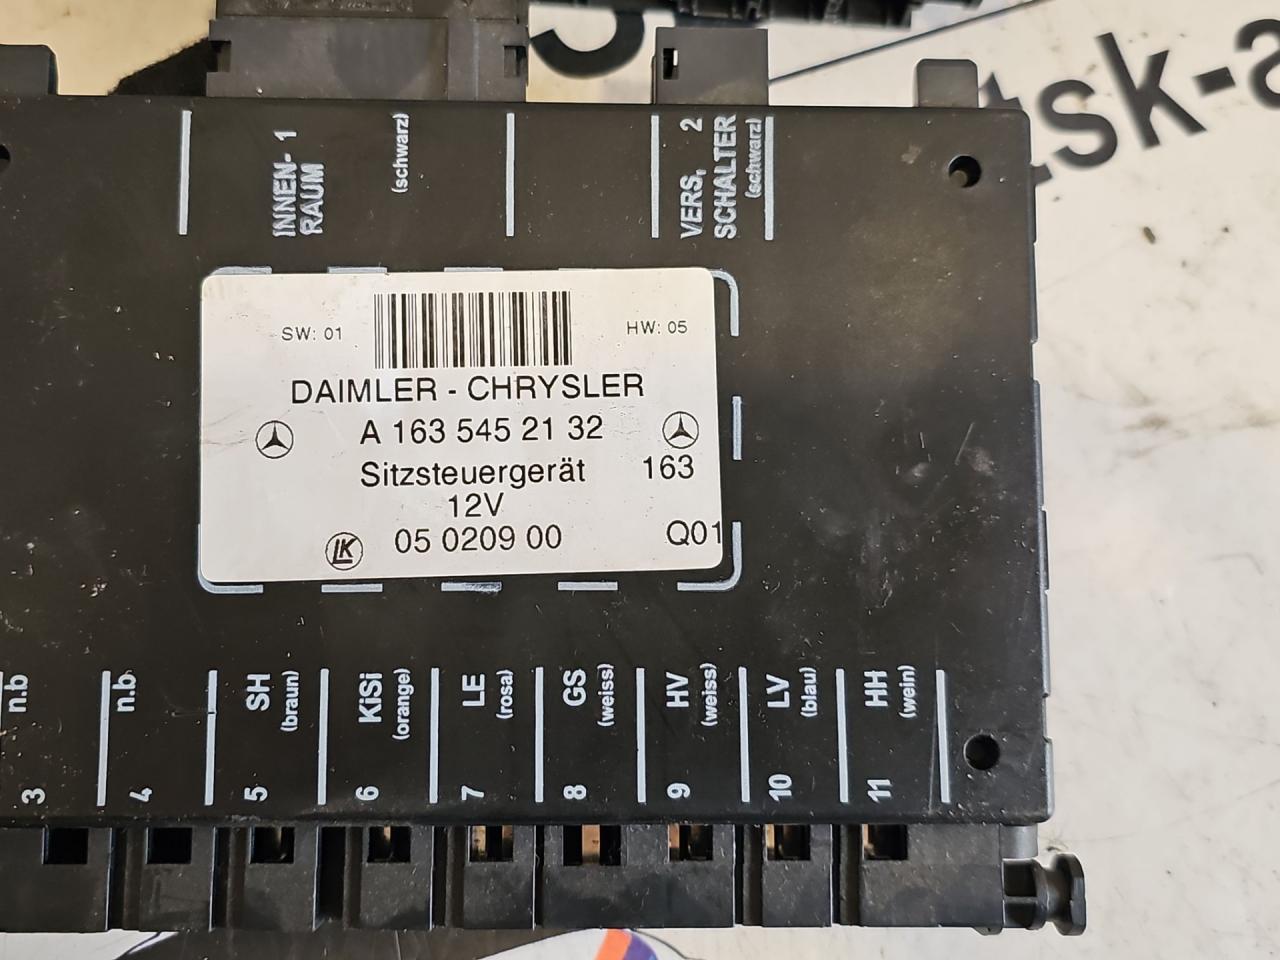 tsk-a
INNEN- 1
RAUM
(schwarz)
VERS, 2
SCHALTER
(schwarz)
SW: 01
HW: 05
DAIMLER - CHRYSLER
A 163 545 21 32
Sitzsteuergerät 163
12V
LK 05 0209 00 Q01
3 n.b
4 n.b
5 SH
(braun)
6 KiSi
(orange)
7 LE
(rosa)
8 GS
(weiss)
9 HV
(weiss)
10 LV
(blau)
11 HH
(wein)